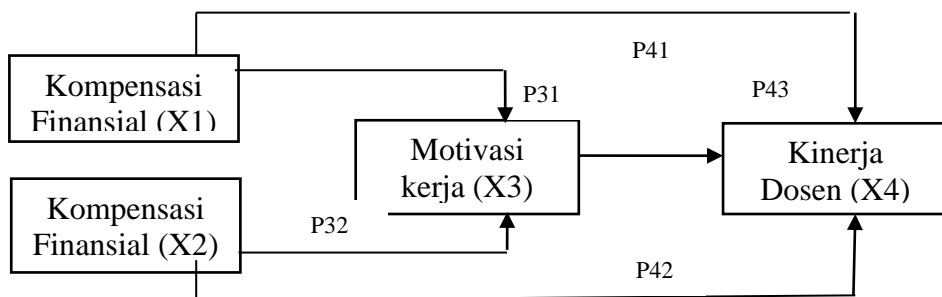 P41
Kompensasi
Finansial (X1)
P31
P43
Motivasi
kerja (X3)
Kinerja
Dosen (X4)
Kompensasi
Finansial (X2)
P32
P42